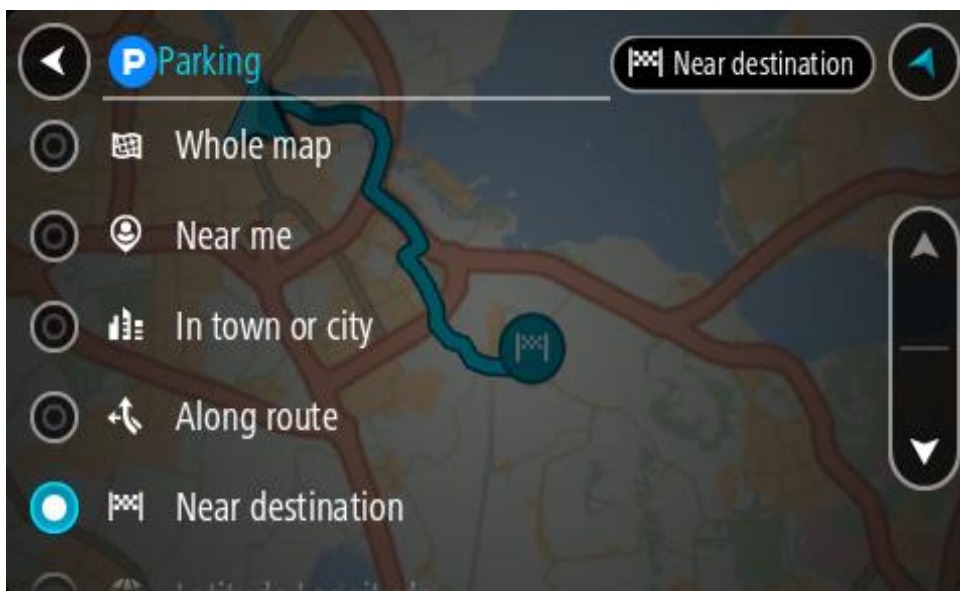 P Parking
Near destination
Whole map
Near me
In town or city
Along route
Near destination